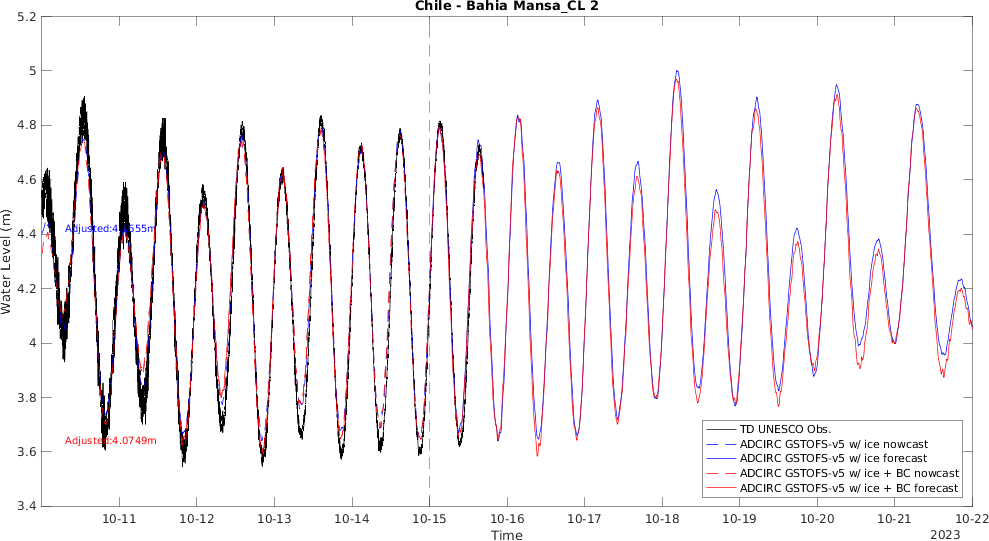 Chile - Bahia Mansa_CL 2
Water Level (m)
5.2
5
4.8
4.6
4.4
4.2
4
3.8
3.6
3.4
Adjusted:4. 555m
Adjusted:4.0749m
TD UNESCO Obs.
ADCIRC GSTOFS-v5 w/ ice nowcast
ADCIRC GSTOFS-v5 w/ ice forecast
ADCIRC GSTOFS-v5 w/ ice + BC nowcast
ADCIRC GSTOFS-v5 w/ ice + BC forecast
10-11 10-12 10-13 10-14 10-15 10-16 10-17 10-18 10-19 10-20 10-21 10-22
Time
2023